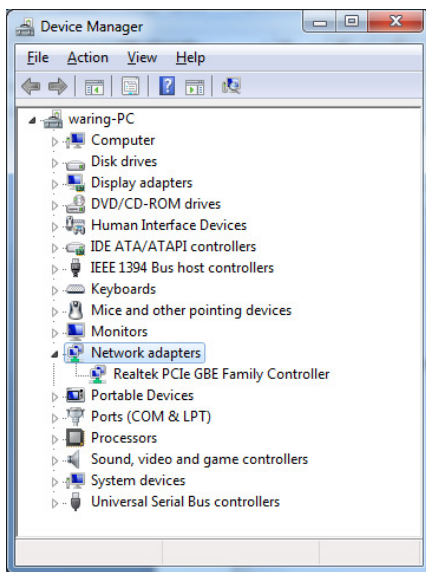 Device Manager
File Action View Help
waring-PC
Computer
Disk drives
Display adapters
DVD/CD-ROM drives
Human Interface Devices
IDE ATA/ATAPI controllers
IEEE 1394 Bus host controllers
Keyboards
Mice and other pointing devices
Monitors
Network adapters
Realtek PCIe GBE Family Controller
Portable Devices
Ports (COM & LPT)
Processors
Sound, video and game controllers
System devices
Universal Serial Bus controllers